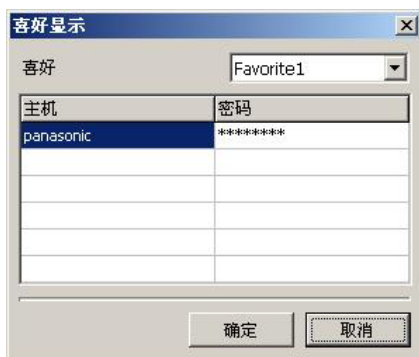 喜好显示
喜好 Favorite1
主机 密码
panasonic ********
确定 取消